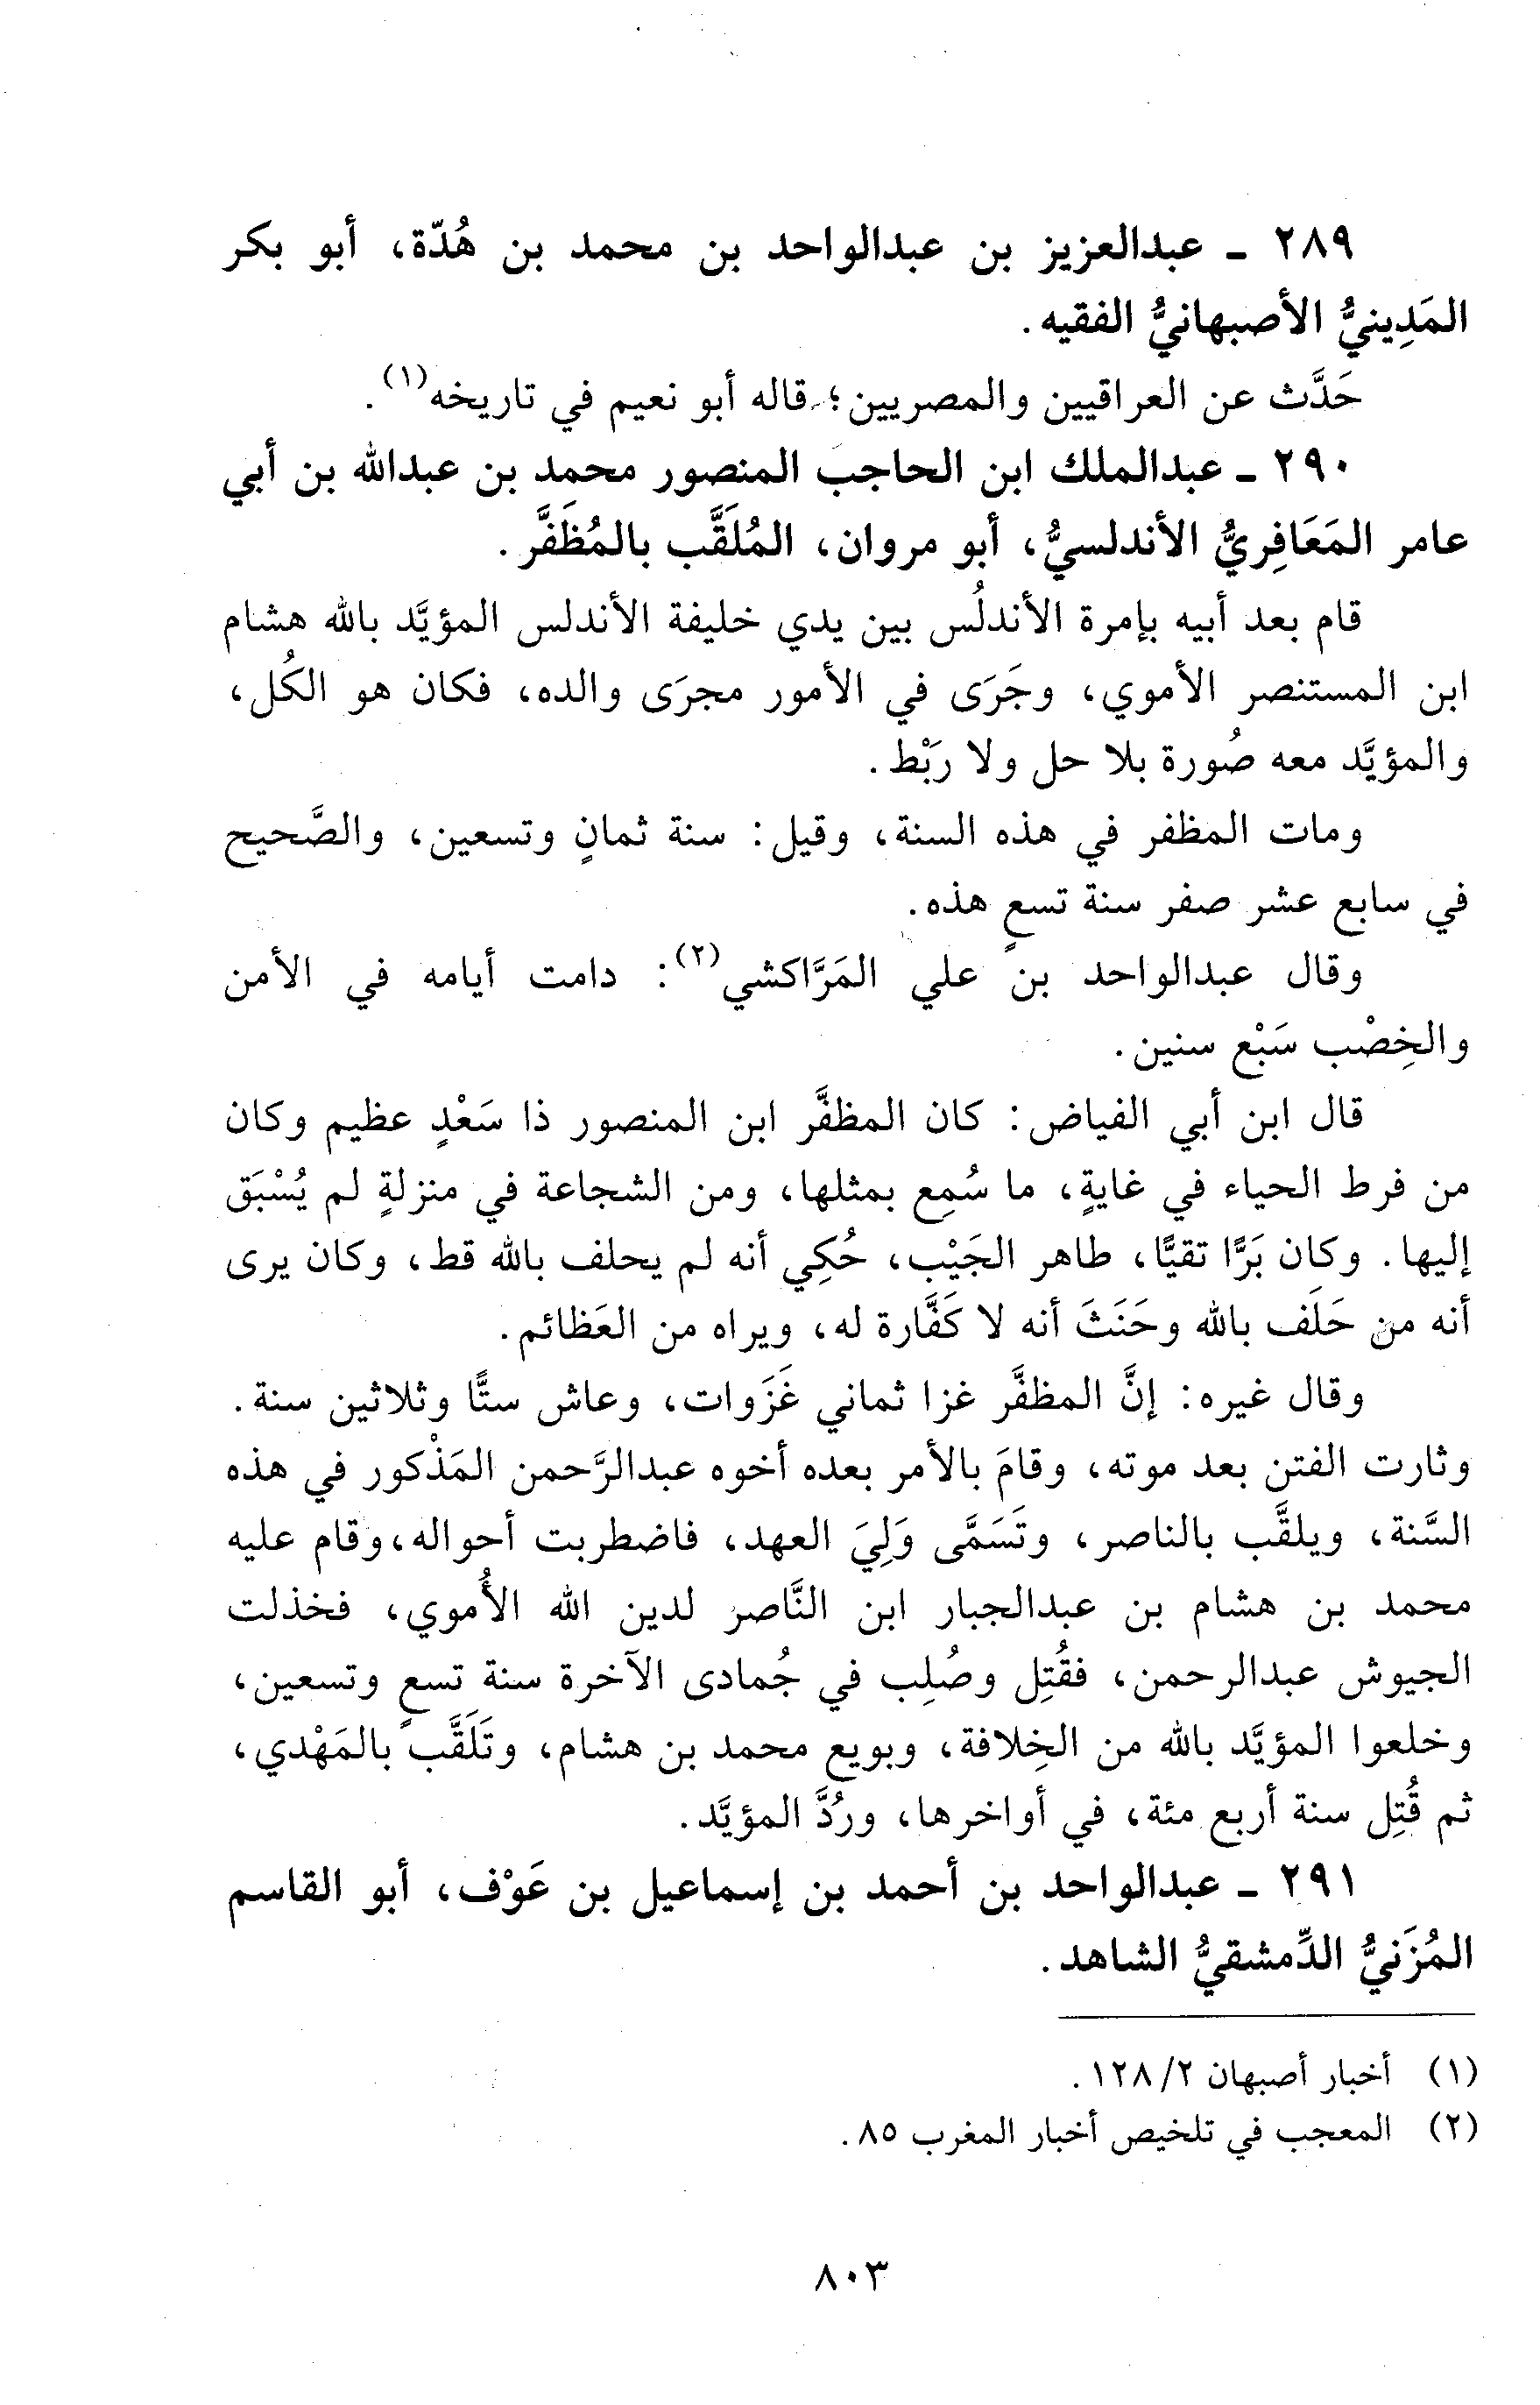 ٢٨٩ ـ عبدالعزيز بن عبدالواحد بن محمد بن هُدّة، أبو بكر
المَدِينيُّ الأصبهانيُّ الفقيه.
حَدَّث عن العراقيين والمصريين؛ قاله أبو نعيم في تاريخه(١).
٢٩٠ ـ عبدالملك ابن الحاجب المنصور محمد بن عبدالله بن أبي
عامر المَعَافِريُّ الأندلسيُّ، أبو مروان، المُلَقَّب بالمُظَفَّر.
قام بعد أبيه بإمرة الأندلُس بين يدي خليفة الأندلس المؤيَّد بالله هشام
ابن المستنصر الأموي، وجَرَى في الأمور مجرَى والده، فكان هو الكُل،
والمؤيَّد معه صُورة بلا حل ولا رَبْط.
ومات المظفر في هذه السنة، وقيل: سنة ثمانٍ وتسعين، والصَّحيح
في سابع عشر صفر سنة تسعٍ هذه.
وقال عبدالواحد بن علي المَرَّاكشي(٢): دامت أيامه في الأمن
والخِصْب سَبْع سنين.
قال ابن أبي الفياض: كان المظفَّر ابن المنصور ذا سَعْدٍ عظيم وكان
من فرط الحياء في غايةٍ، ما سُمِع بمثلها، ومن الشجاعة في منزلةٍ لم يُسْبَق
إليها. وكان بَرًّا تقيًّا، طاهر الجَيْب، حُكِي أنه لم يحلف بالله قط، وكان يرى
أنه من حَلَف بالله وحَنَثَ أنه لا كَفَّارة له، ويراه من العَظائم.
وقال غيره: إنَّ المظفَّر غزا ثماني غَزَوات، وعاش ستًّا وثلاثين سنة.
وثارت الفتن بعد موته، وقامَ بالأمر بعده أخوه عبدالرَّحمن المَذْكور في هذه
السَّنة، ويلقَّب بالناصر، وتَسَمَّى وَلِيَ العهد، فاضطربت أحواله، وقام عليه
محمد بن هشام بن عبدالجبار ابن النَّاصر لدين الله الأُموي، فخذلت
الجيوش عبدالرحمن، فقُتِل وصُلِب في جُمادى الآخرة سنة تسعٍ وتسعين،
وخلعوا المؤيَّد بالله من الخِلافة، وبويع محمد بن هشام، وتَلَقَّب بالمَهْدي،
ثم قُتِل سنة أربع مئة، في أواخرها، ورُدَّ المؤيَّد.
٢٩١ ـ عبدالواحد بن أحمد بن إسماعيل بن عَوْف، أبو القاسم
المُزَنيُّ الدِّمشقيُّ الشاهد.
(١) أخبار أصبهان ٢/ ١٢٨.
(٢) المعجب في تلخيص أخبار المغرب ٨٥.
٨٠٣